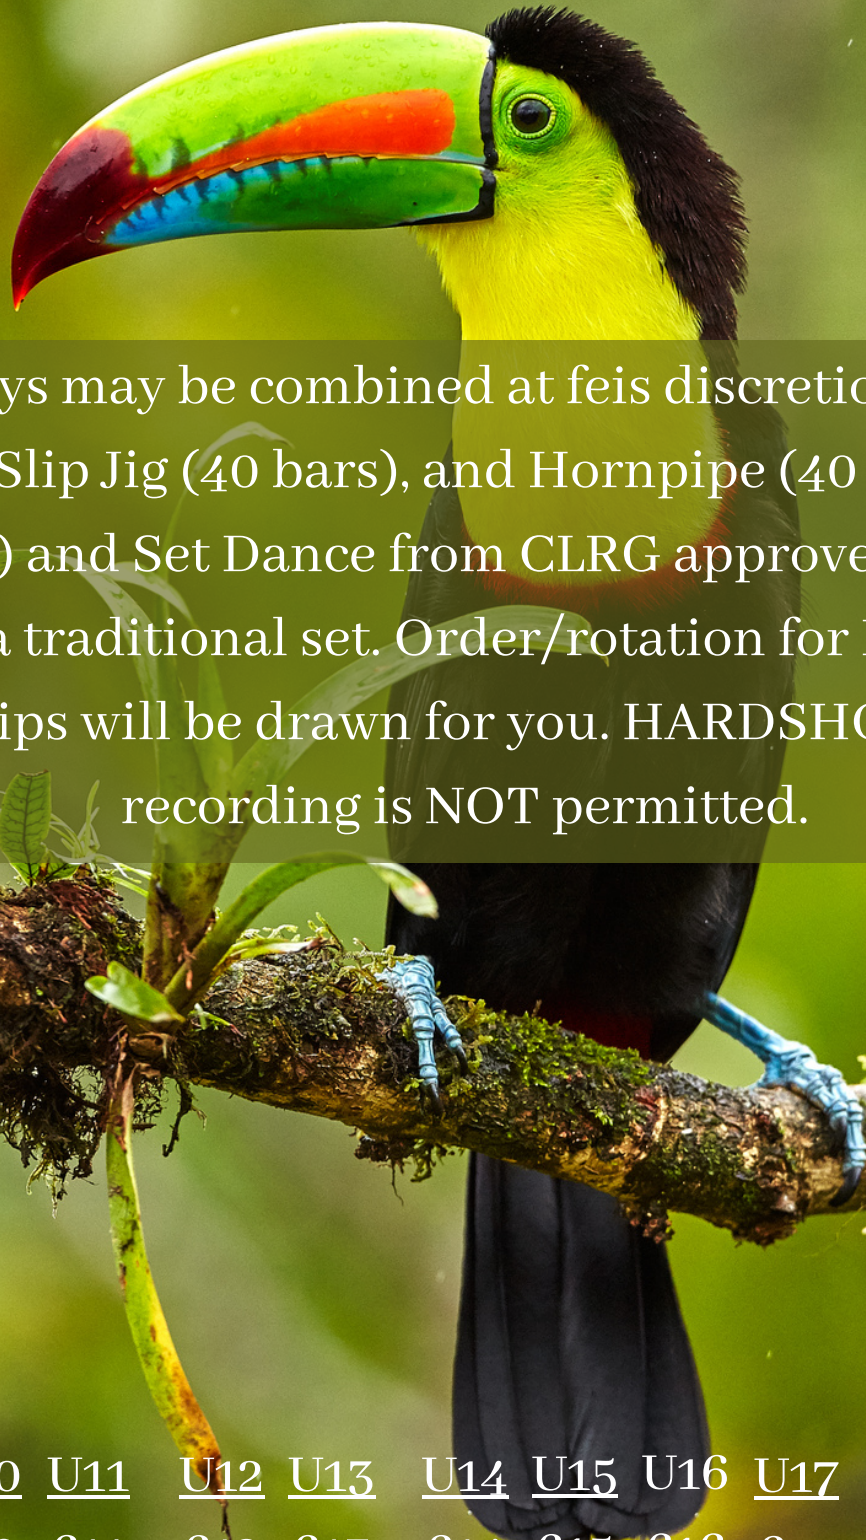 ys may be combined at feis discretio
Slip Jig (40 bars), and Hornpipe (40
) and Set Dance from CLRG approve
a traditional set. Order/rotation for
ips will be drawn for you. HARDSHO
recording is NOT permitted.
0 U11 U12 U13 U14 U15 U16 U17